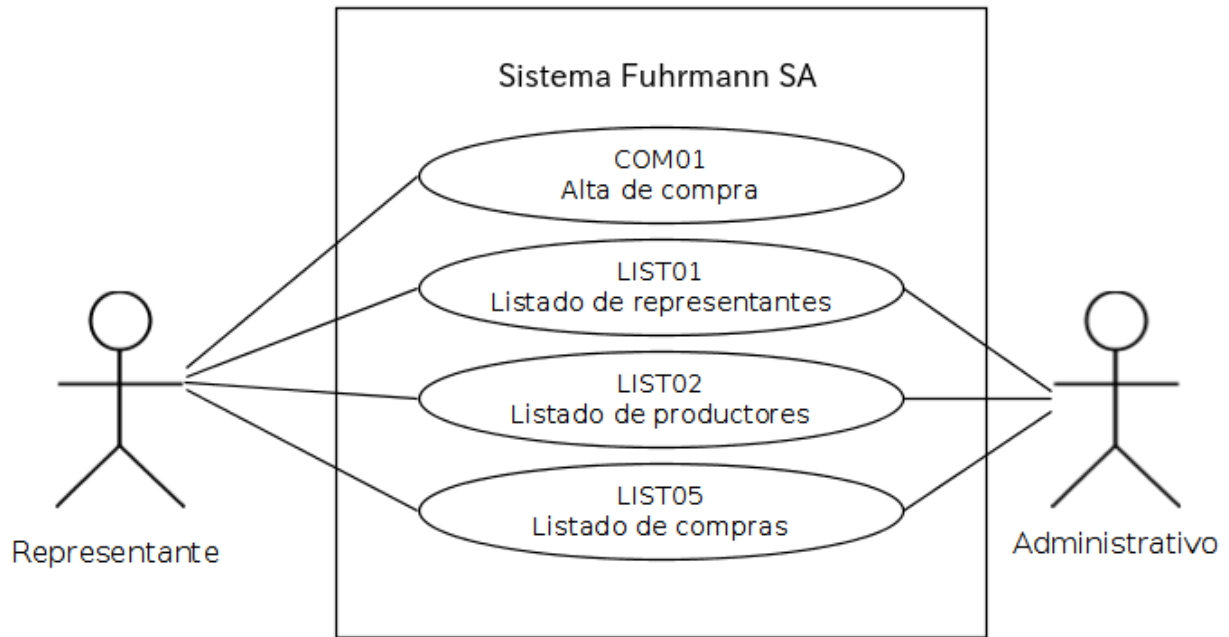 Sistema Fuhrmann SA
COM01
Alta de compra
LIST01
Listado de representantes
LIST02
Listado de productores
LIST05
Listado de compras
Representante
Administrativo